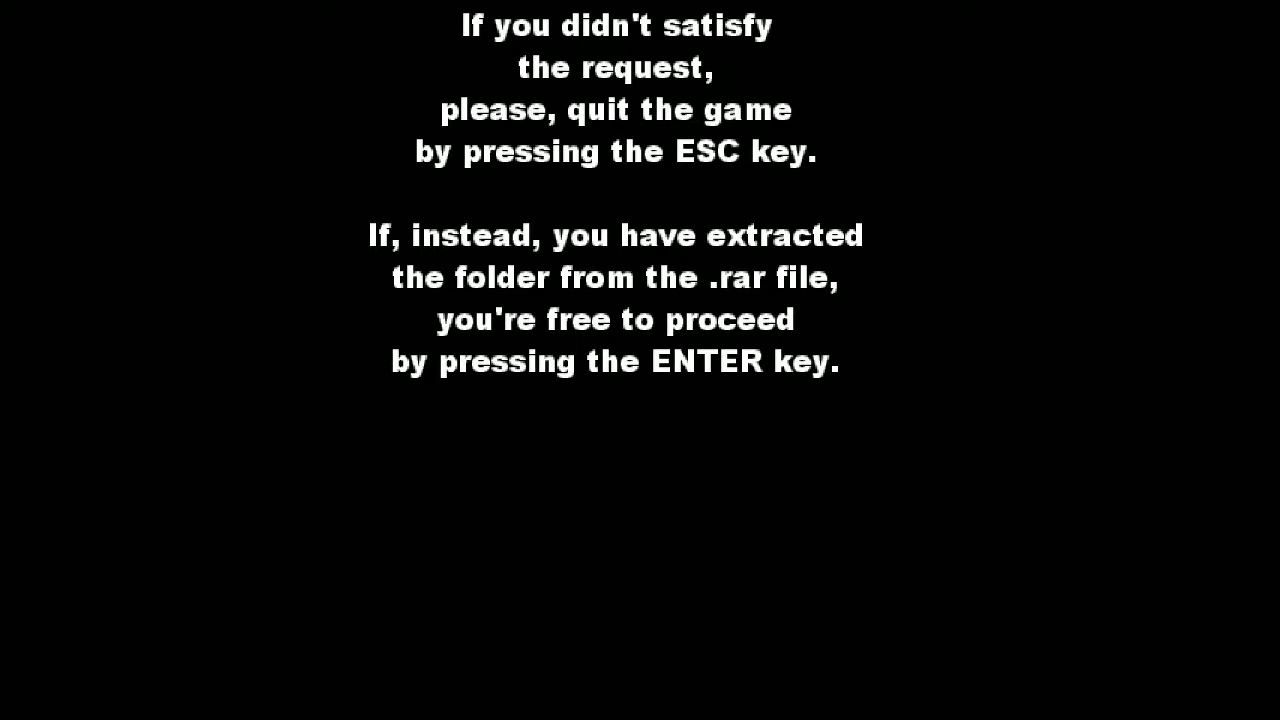 If you didn't satisfy
the request,
please, quit the game
by pressing the ESC key.
If, instead, you have extracted
the folder from the .rar file,
you're free to proceed
by pressing the ENTER key.